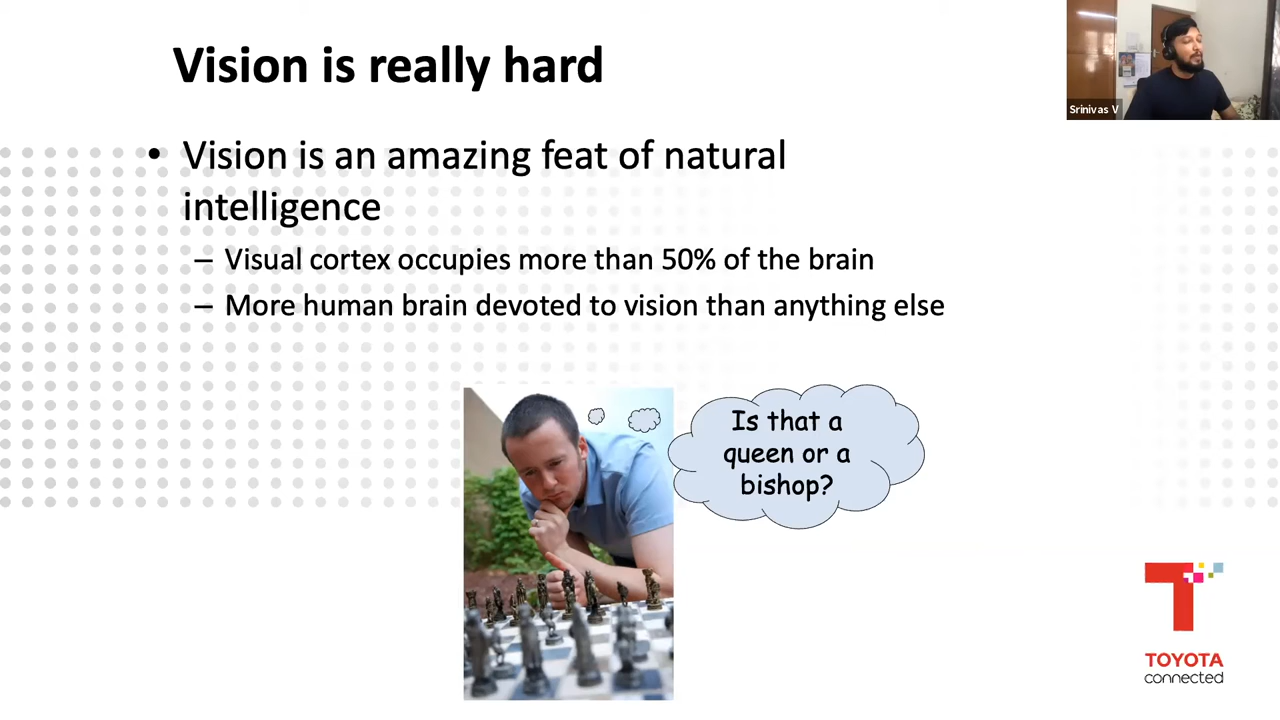 Vision is really hard
Srinivas V
• Vision is an amazing feat of natural
intelligence
– Visual cortex occupies more than 50% of the brain
– More human brain devoted to vision than anything else
Is that a
queen or a
bishop?
TOYOTA
connected